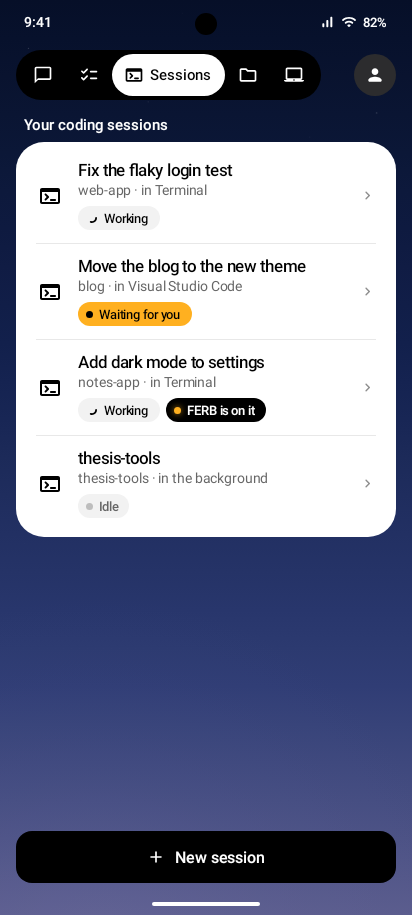 9:41
82%
Sessions
Your coding sessions
Fix the flaky login test
web-app · in Terminal
Working
Move the blog to the new theme
blog · in Visual Studio Code
Waiting for you
Add dark mode to settings
notes-app · in Terminal
Working
FERB is on it
thesis-tools
thesis-tools · in the background
Idle
New session